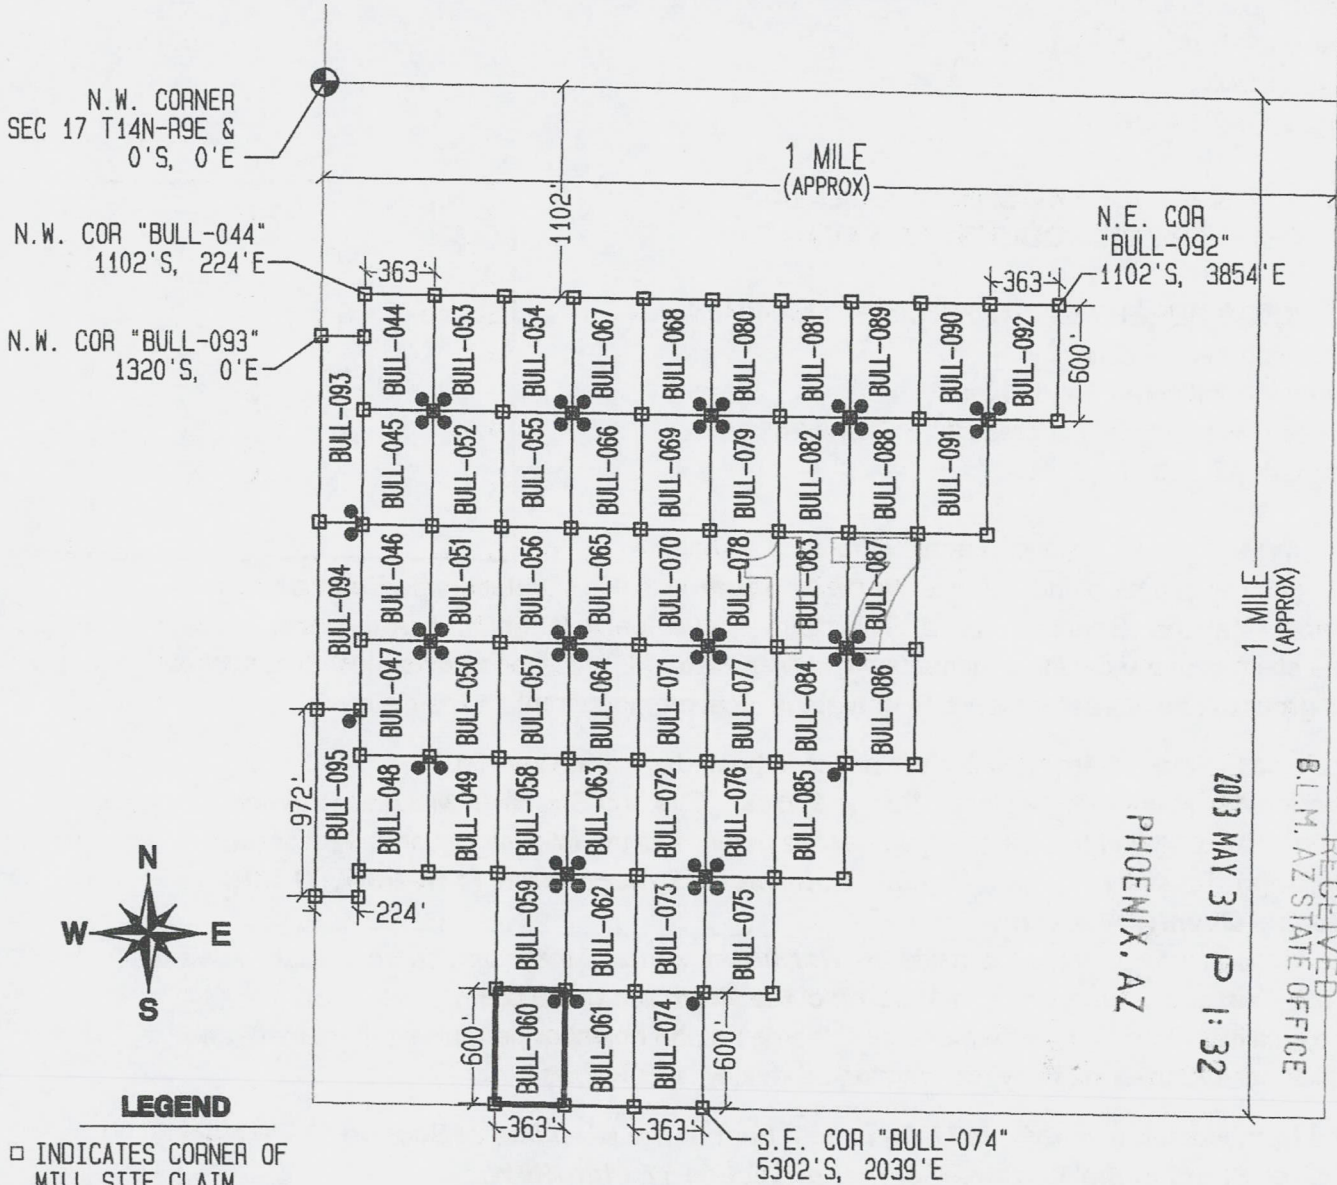 N.W. CORNER
SEC 17 T14N-R9E &
0'S, 0'E
1 MILE
(APPROX)
1102'
N.W. COR "BULL-044"
1102'S, 224'E
363'
N.E. COR
"BULL-092"
1102'S, 3854'E
363'
N.W. COR "BULL-093"
1320'S, 0'E
BULL-044
BULL-053
BULL-054
BULL-067
BULL-068
BULL-080
BULL-081
BULL-089
BULL-090
BULL-092
600'
BULL-093
BULL-045
BULL-052
BULL-055
BULL-066
BULL-069
BULL-079
BULL-082
BULL-088
BULL-091
BULL-094
BULL-046
BULL-051
BULL-056
BULL-065
BULL-070
BULL-078
BULL-083
BULL-087
1 MILE
(APPROX)
BULL-047
BULL-050
BULL-057
BULL-064
BULL-071
BULL-077
BULL-084
BULL-086
972'
BULL-095
BULL-048
BULL-049
BULL-058
BULL-063
BULL-072
BULL-076
BULL-085
224'
BULL-059
BULL-062
BULL-073
BULL-075
600'
BULL-060
BULL-061
BULL-074
600'
363'
363'
S.E. COR "BULL-074"
5302'S, 2039'E
RECEIVED
B.L.M. AZ STATE OFFICE
2013 MAY 31 P 1:32
PHOENIX, AZ
N
W E
S
LEGEND
INDICATES CORNER OF
MILL SITE CLAIM